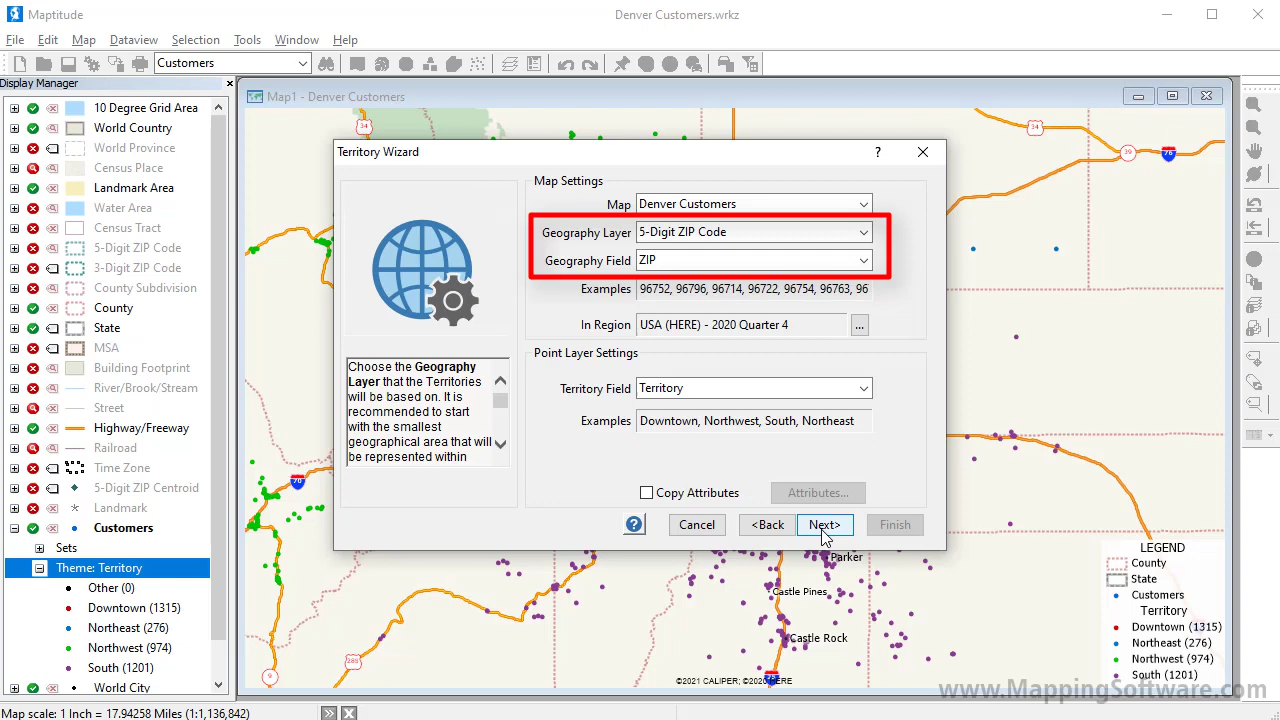 Maptitude
Denver Customers.wrkz
File Edit Map Dataview Selection Tools Window Help
Customers
Display Manager
10 Degree Grid Area
World Country
World Province
Census Place
Landmark Area
Water Area
Census Tract
5-Digit ZIP Code
3-Digit ZIP Code
County Subdivision
County
State
MSA
Building Footprint
River/Brook/Stream
Street
Highway/Freeway
Railroad
Time Zone
5-Digit ZIP Centroid
Landmark
Customers
Sets
Theme: Territory
Other (0)
Downtown (1315)
Northeast (276)
Northwest (974)
South (1201)
World City
Map1 - Denver Customers
34
34
39
76
70
285
9
Territory Wizard
?
Map Settings
Map Denver Customers
Geography Layer 5-Digit ZIP Code
Geography Field ZIP
Examples 96752, 96796, 96714, 96722, 96754, 96763, 96
In Region USA (HERE) - 2020 Quarter 4 ...
Point Layer Settings
Territory Field Territory
Examples Downtown, Northwest, South, Northeast
Choose the Geography
Layer that the Territories
will be based on. It is
recommended to start
with the smallest
geographical area that will
be represented within
Copy Attributes Attributes...
? Cancel <Back Next> Finish
Parker
Castle Pines
Castle Rock
LEGEND
County
State
Customers
Territory
Downtown (1315)
Northeast (276)
Northwest (974)
South (1201)
©2021 CALIPER; ©2020 HERE
www.MappingSoftware.com
Map scale: 1 Inch = 17.94258 Miles (1:1,136,842)